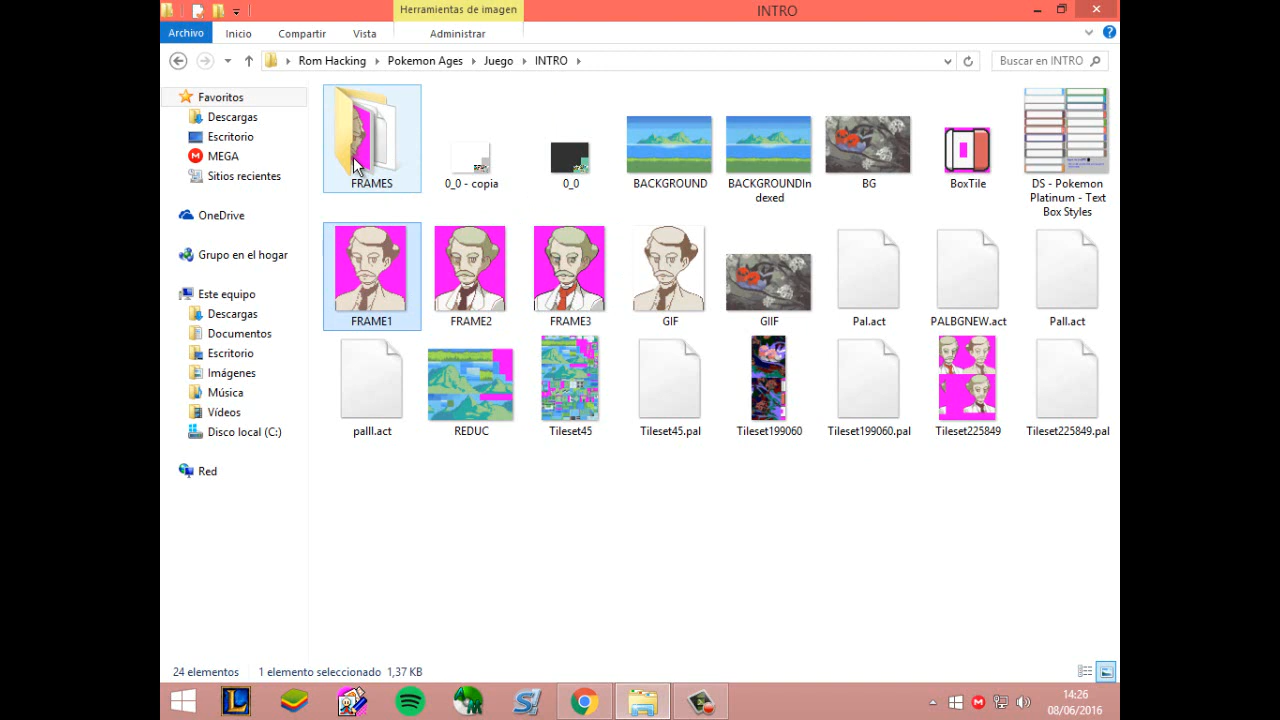 Herramientas de imagen
INTRO
Archivo
Inicio
Compartir
Vista
Administrar
Rom Hacking
Pokemon Ages
Juego
INTRO
Buscar en INTRO
Favoritos
Descargas
Escritorio
MEGA
Sitios recientes
OneDrive
Grupo en el hogar
Este equipo
Descargas
Documentos
Escritorio
Imágenes
Música
Vídeos
Disco local (C:)
Red
FRAMES
0_0 - copia
0_0
BACKGROUND
BACKGROUNDIn
dexed
BG
BoxTile
DS - Pokemon
Platinum - Text
Box Styles
FRAME1
FRAME2
FRAME3
GIF
GIIF
Pal.act
PALBGNEW.act
Pall.act
palll.act
REDUC
Tileset45
Tileset45.pal
Tileset199060
Tileset199060.pal
Tileset225849
Tileset225849.pal
24 elementos
1 elemento seleccionado 1,37 KB
14:26
08/06/2016